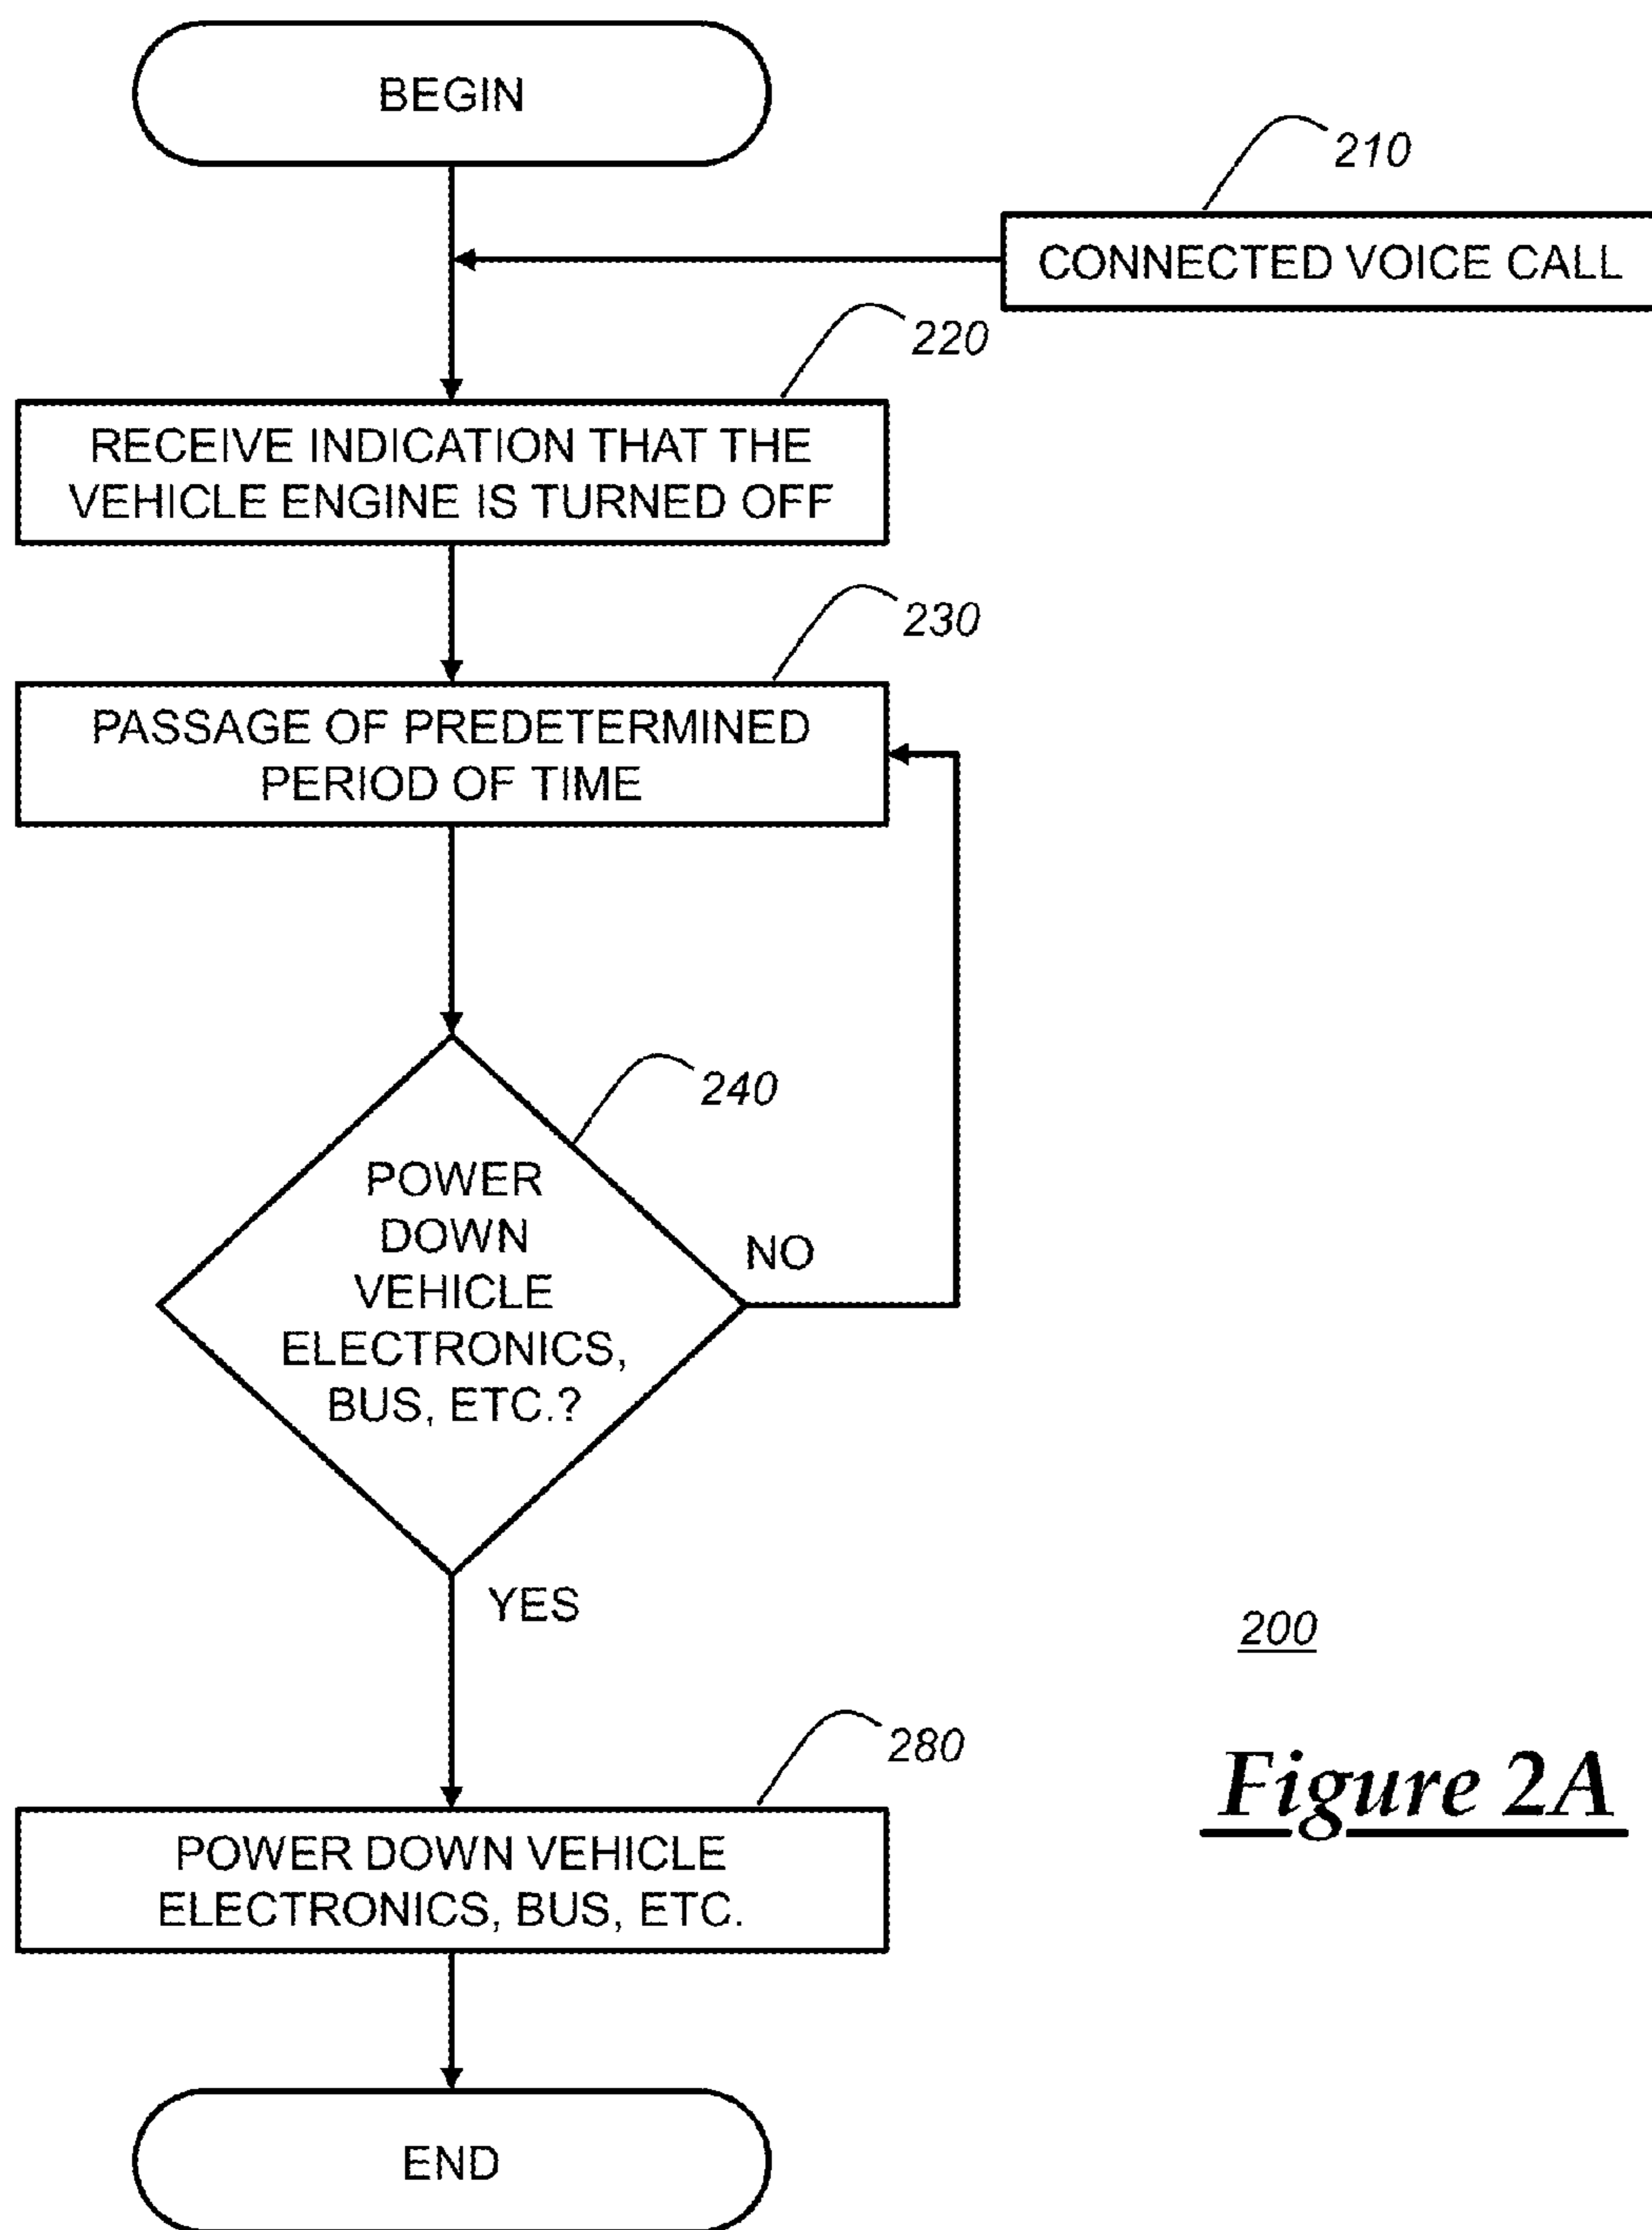 BEGIN
210
CONNECTED VOICE CALL
220
RECEIVE INDICATION THAT THE
VEHICLE ENGINE IS TURNED OFF
230
PASSAGE OF PREDETERMINED
PERIOD OF TIME
240
POWER
DOWN
VEHICLE
ELECTRONICS,
BUS, ETC.?
NO
YES
200
280
Figure 2A
POWER DOWN VEHICLE
ELECTRONICS, BUS, ETC.
END